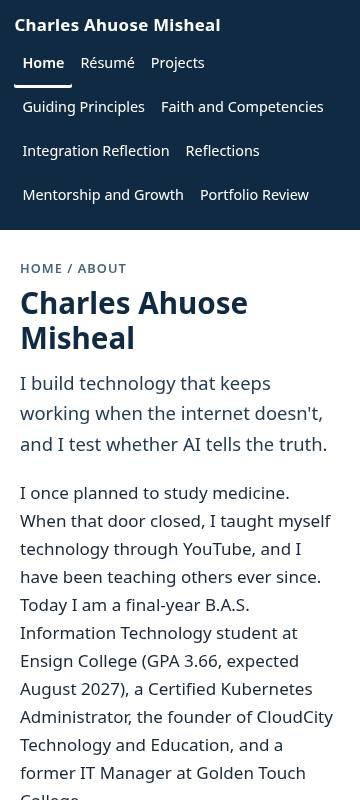 Charles Ahuose Misheal
Home Résumé Projects
Guiding Principles Faith and Competencies
Integration Reflection Reflections
Mentorship and Growth Portfolio Review
HOME / ABOUT
Charles Ahuose
Misheal
I build technology that keeps
working when the internet doesn't,
and I test whether AI tells the truth.
I once planned to study medicine.
When that door closed, I taught myself
technology through YouTube, and I
have been teaching others ever since.
Today I am a final-year B.A.S.
Information Technology student at
Ensign College (GPA 3.66, expected
August 2027), a Certified Kubernetes
Administrator, the founder of CloudCity
Technology and Education, and a
former IT Manager at Golden Touch